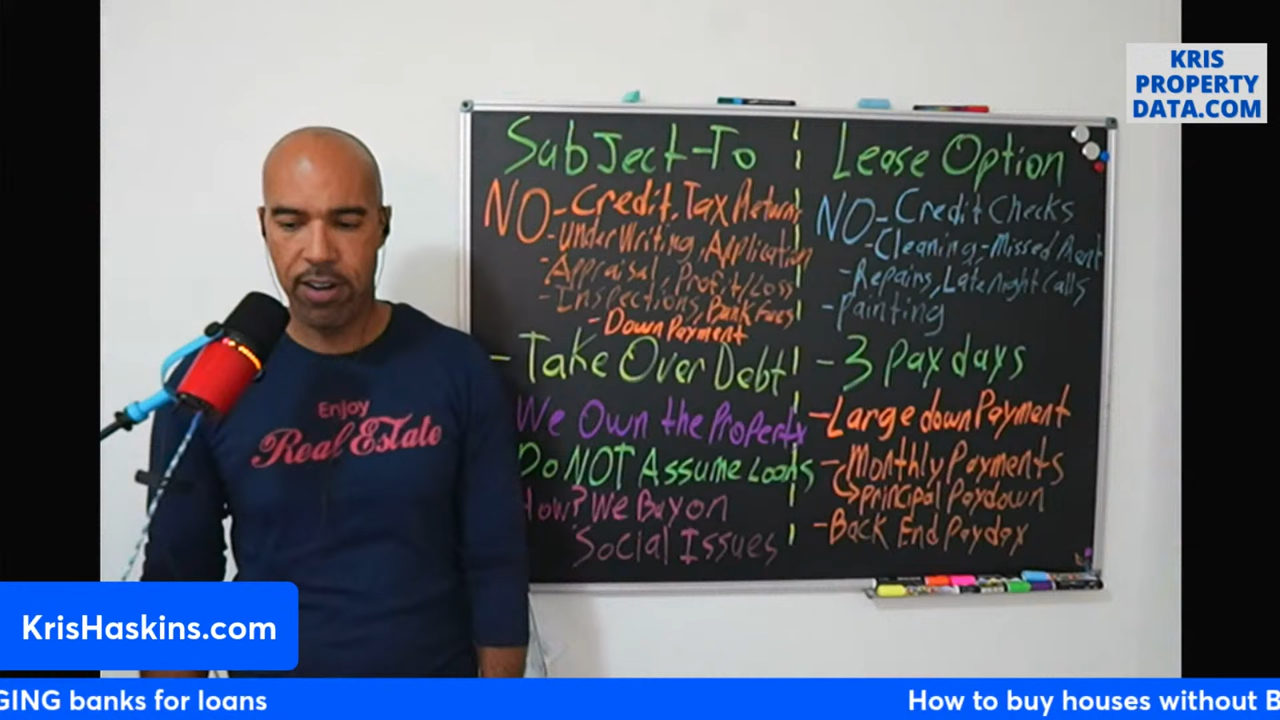 KRIS
PROPERTY
DATA.COM
Subject-To
NO-Credit, Tax Returns
-Underwriting, Application
-Appraisal, Profit/Loss
-Inspections, Bank Fees
-Down Payment
-Take Over Debt
We Own the Property
Do NOT Assume Loans
How? We Buy on
Social Issues
Lease Option
NO-Credit Checks
-Cleaning-Missed
-Repairs, Late Night Calls
-Painting
-3 Paydays
-Large down Payment
-Monthly Payments
principal Paydown
-Back End Payday
Enjoy
Real Estate
KrisHaskins.com
GING banks for loans
How to buy houses without B